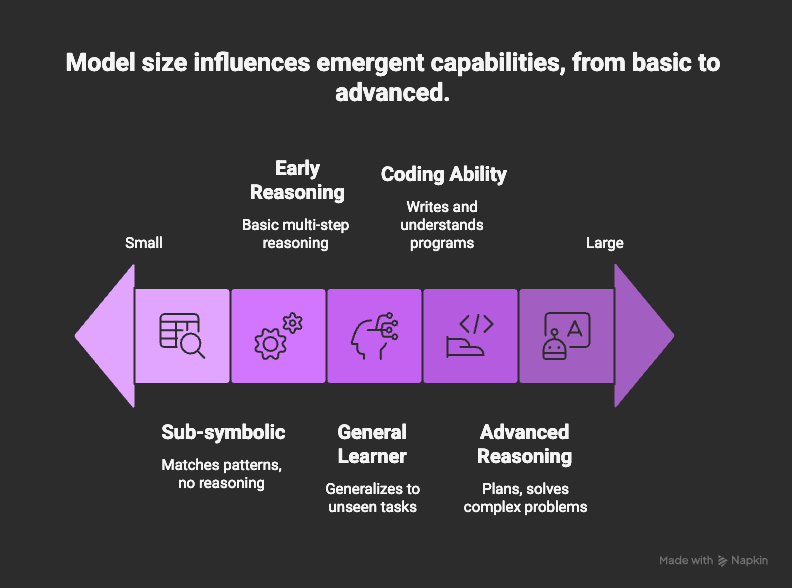 Model size influences emergent capabilities, from basic to
advanced.
Early
Reasoning
Basic multi-step
reasoning
Coding Ability
Writes and
understands
programs
Small
Large
</>
A
Sub-symbolic
Matches patterns,
no reasoning
General
Learner
Generalizes to
unseen tasks
Advanced
Reasoning
Plans, solves
complex problems
Made with Napkin